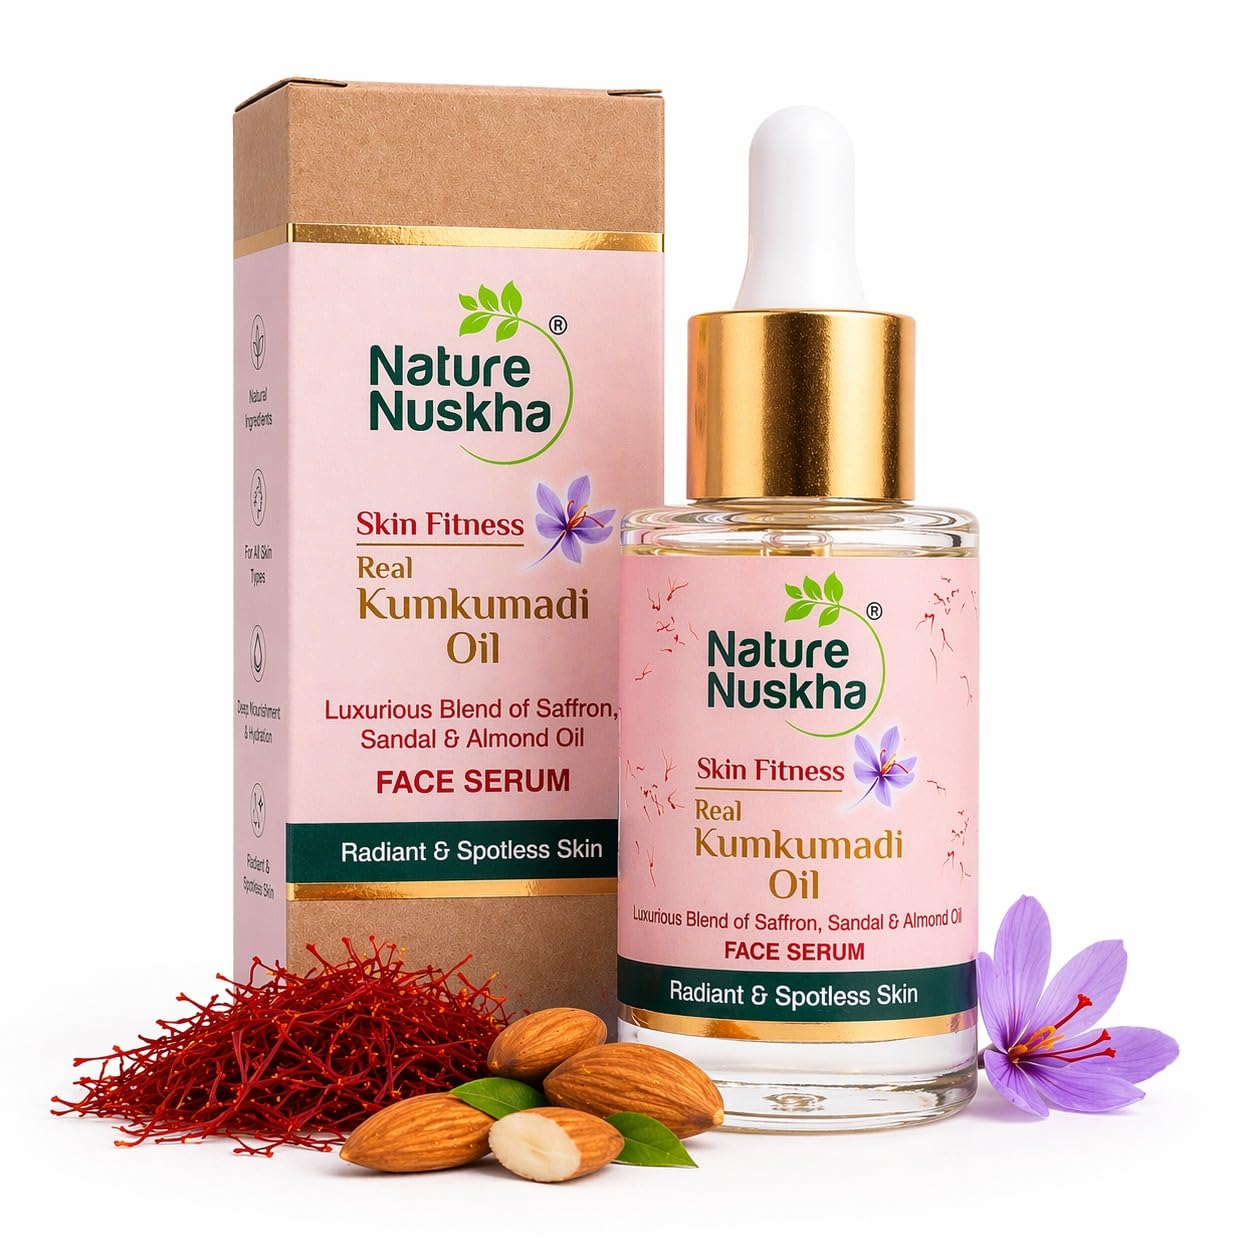 Nature
Nuskha
®
Skin Fitness
Real
Kumkumadi
Oil
Luxurious Blend of Saffron,
Sandal & Almond Oil
FACE SERUM
Radiant & Spotless Skin
Natural
Ingredients
For All Skin
Types
Deep Nourishment
& Hydration
Radiant &
Spotless Skin
Nature
Nuskha
®
Skin Fitness
Real
Kumkumadi
Oil
Luxurious Blend of Saffron, Sandal & Almond Oil
FACE SERUM
Radiant & Spotless Skin